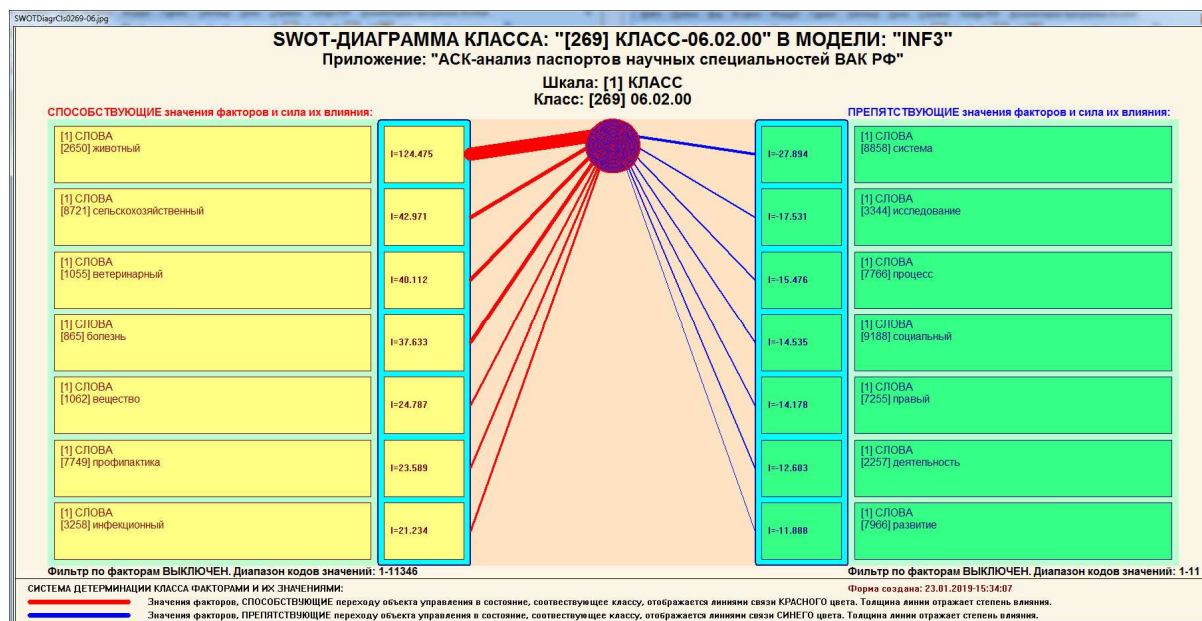 SWOTDiagrCls0269-06.jpg
SWOT-ДИАГРАММА КЛАССА: "[269] КЛАСС-06.02.00" В МОДЕЛИ: "INF3"
Приложение: "АСК-анализ паспортов научных специальностей ВАК РФ"
Шкала: [1] КЛАСС
Класс: [269] 06.02.00
СПОСОБСТВУЮЩИЕ значения факторов и сила их влияния:
[1] СЛОВА
[2650] животный
I=124.475
[1] СЛОВА
[8721] сельскохозяйственный
I=42.971
[1] СЛОВА
[1055] ветеринарный
I=40.112
[1] СЛОВА
[865] болезнь
I=37.633
[1] СЛОВА
[1062] вещество
I=24.787
[1] СЛОВА
[7749] профилактика
I=23.589
[1] СЛОВА
[3258] инфекционный
I=21.234
Фильтр по факторам ВЫКЛЮЧЕН. Диапазон кодов значений: 1-11346
ПРЕПЯТСТВУЮЩИЕ значения факторов и сила их влияния:
I=-27.894
[1] СЛОВА
[8858] система
I=-17.531
[1] СЛОВА
[3344] исследование
I=-15.476
[1] СЛОВА
[7766] процесс
I=-14.535
[1] СЛОВА
[9188] социальный
I=-14.178
[1] СЛОВА
[7255] правый
I=-12.603
[1] СЛОВА
[2257] деятельность
I=-11.888
[1] СЛОВА
[7966] развитие
Фильтр по факторам ВЫКЛЮЧЕН. Диапазон кодов значений: 1-11
СИСТЕМА ДЕТЕРМИНАЦИИ КЛАССА ФАКТОРАМИ И ИХ ЗНАЧЕНИЯМИ:
Форма создана: 23.01.2019-15:34:07
Значения факторов, СПОСОБСТВУЮЩИЕ переходу объекта управления в состояние, соотвествующее классу, отображается линиями связи КРАСНОГО цвета. Толщина линии отражает степень влияния.
Значения факторов, ПРЕПЯТСТВУЮЩИЕ переходу объекта управления в состояние, соотвествующее классу, отображается линиями связи СИНЕГО цвета. Толщина линии отражает степень влияния.